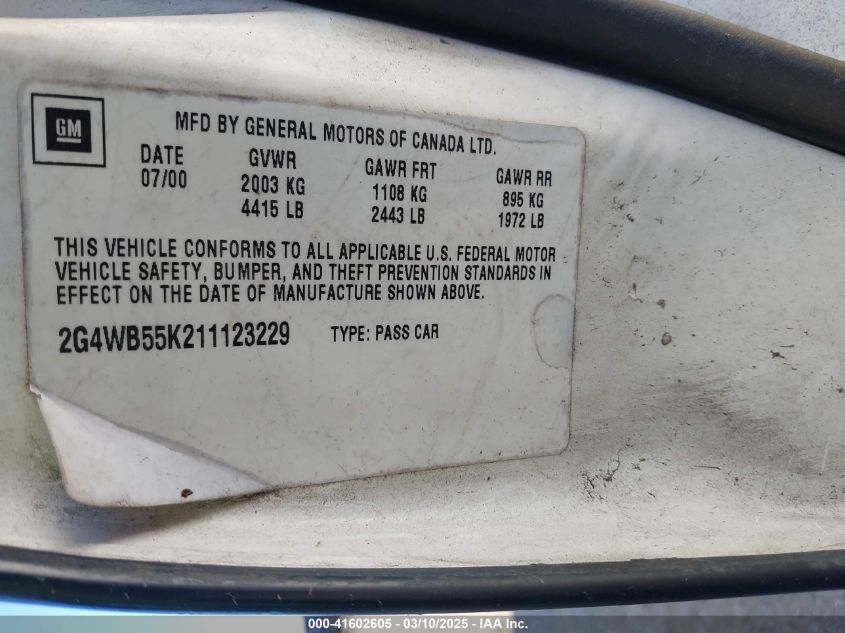 GM
MFD BY GENERAL MOTORS OF CANADA LTD.
DATE GVWR GAWR FRT GAWR RR
07/00 2003 KG 1108 KG 895 KG
4415 LB 2443 LB 1972 LB
THIS VEHICLE CONFORMS TO ALL APPLICABLE U.S. FEDERAL MOTOR
VEHICLE SAFETY, BUMPER, AND THEFT PREVENTION STANDARDS IN
EFFECT ON THE DATE OF MANUFACTURE SHOWN ABOVE.
2G4WB55K211123229 TYPE: PASS CAR
000-41602605 - 03/10/2025 - IAA Inc.